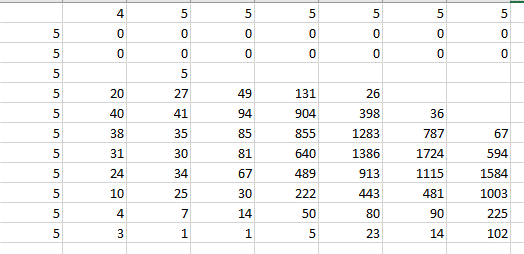 4 5 5 5 5 5 5
5 0 0 0 0 0 0 0
5 0 0 0 0 0 0 0
5 5
5 20 27 49 131 26
5 40 41 94 904 398 36
5 38 35 85 855 1283 787 67
5 31 30 81 640 1386 1724 594
5 24 34 67 489 913 1115 1584
5 10 25 30 222 443 481 1003
5 4 7 14 50 80 90 225
5 3 1 1 5 23 14 102